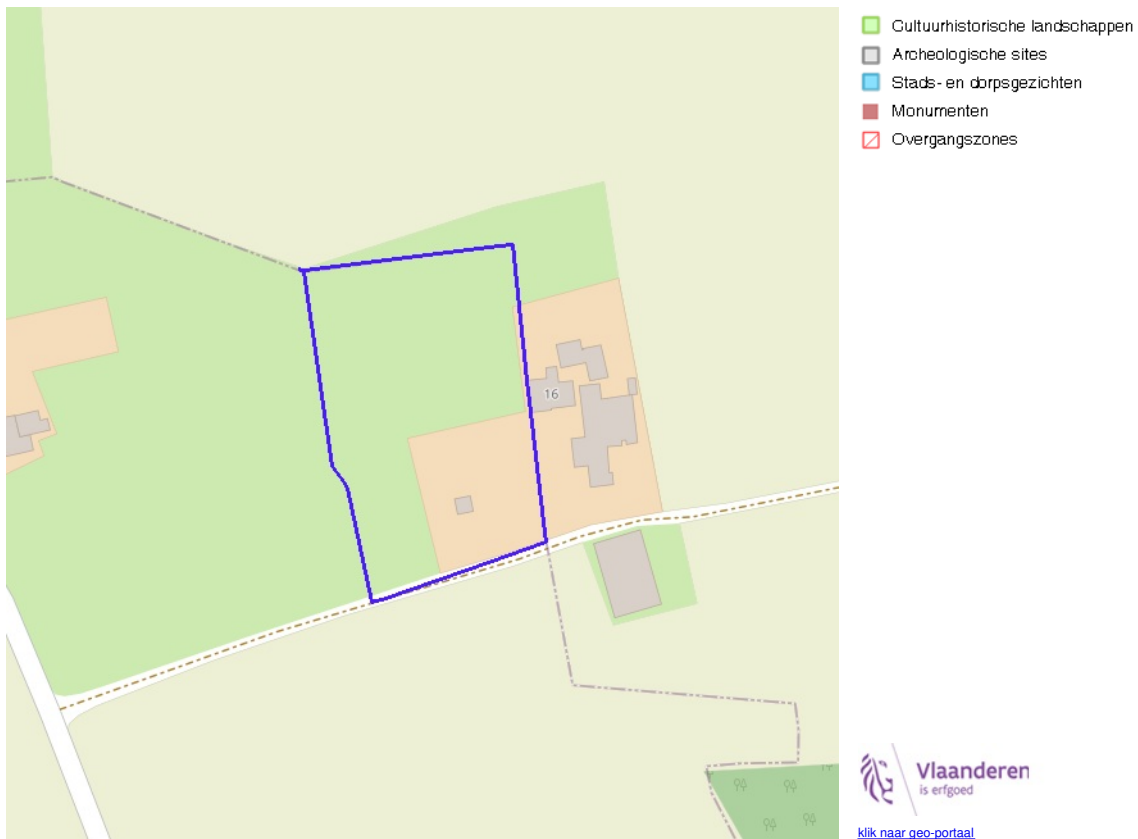 Cultuurhistorische landschappen
Archeologische sites
Stads- en dorpsgezichten
Monumenten
Overgangszones
16
Vlaanderen
is erfgoed
klik naar geo-portaal